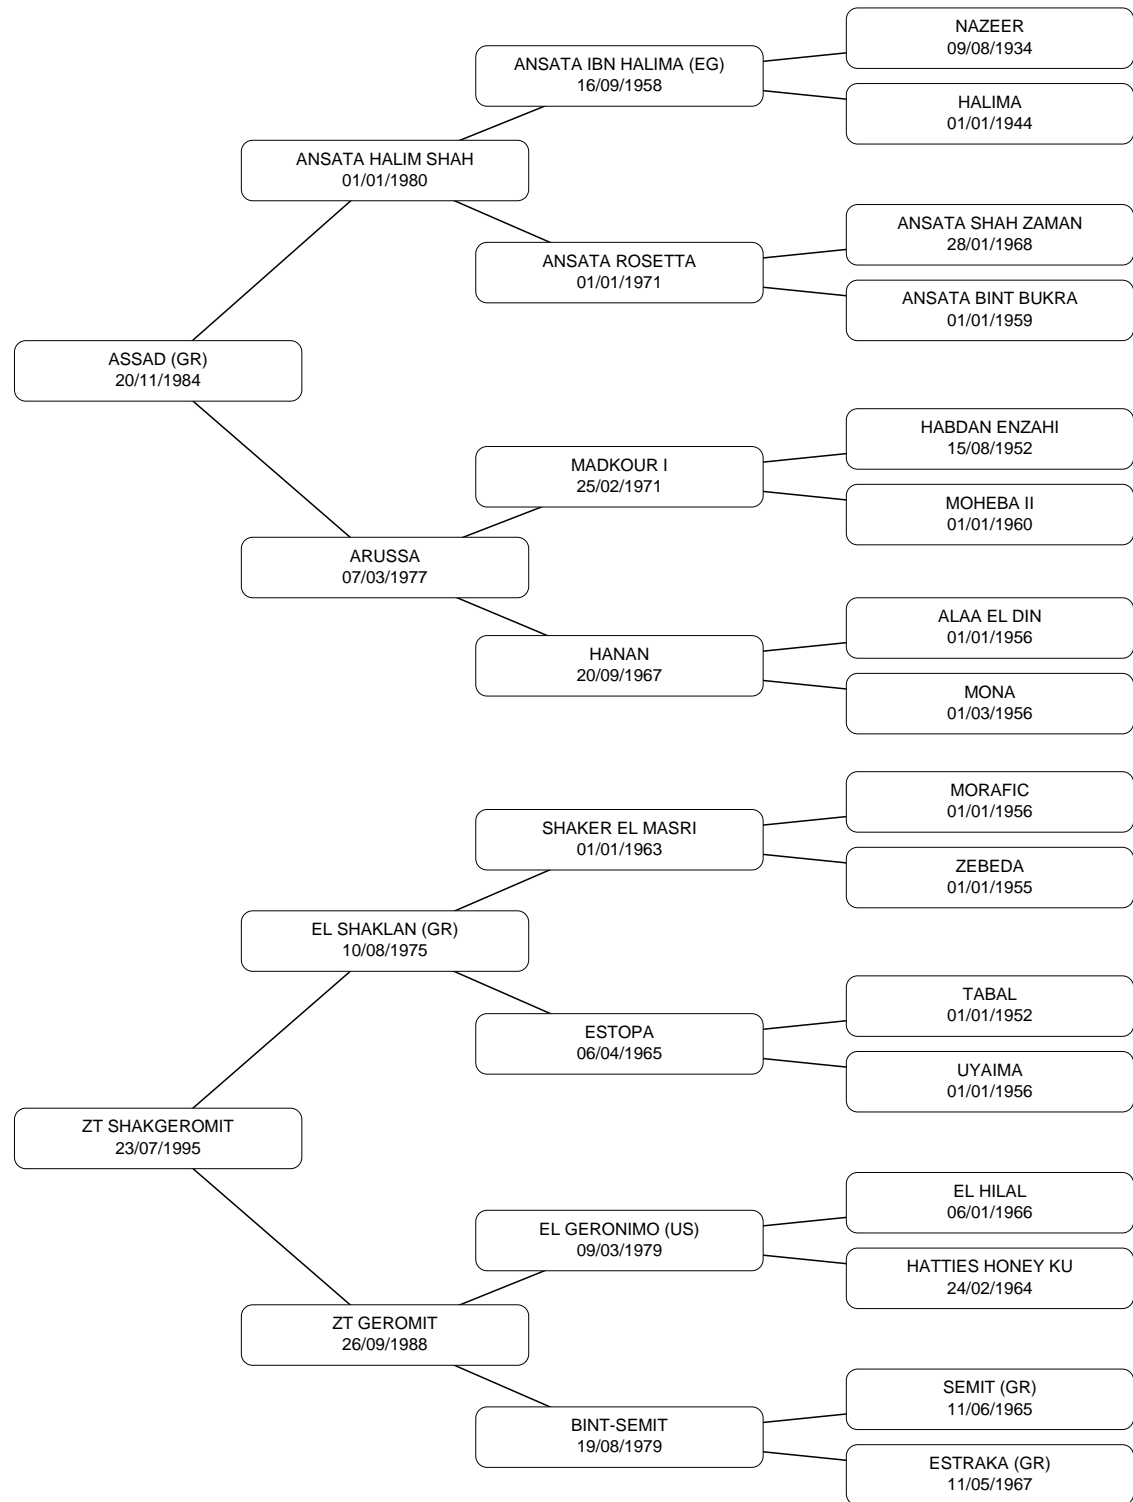 NAZEER
09/08/1934
ANSATA IBN HALIMA (EG)
16/09/1958
HALIMA
01/01/1944
ANSATA HALIM SHAH
01/01/1980
ANSATA SHAH ZAMAN
28/01/1968
ANSATA ROSETTA
01/01/1971
ANSATA BINT BUKRA
01/01/1959
ASSAD (GR)
20/11/1984
HABDAN ENZAHI
15/08/1952
MADKOUR I
25/02/1971
MOHEBA II
01/01/1960
ARUSSA
07/03/1977
ALAA EL DIN
01/01/1956
HANAN
20/09/1967
MONA
01/03/1956
MORAFIC
01/01/1956
SHAKER EL MASRI
01/01/1963
ZEBEDA
01/01/1955
EL SHAKLAN (GR)
10/08/1975
TABAL
01/01/1952
ESTOPA
06/04/1965
UYAIMA
01/01/1956
ZT SHAKGEROMIT
23/07/1995
EL HILAL
06/01/1966
EL GERONIMO (US)
09/03/1979
HATTIES HONEY KU
24/02/1964
ZT GEROMIT
26/09/1988
SEMIT (GR)
11/06/1965
BINT-SEMIT
19/08/1979
ESTRAKA (GR)
11/05/1967